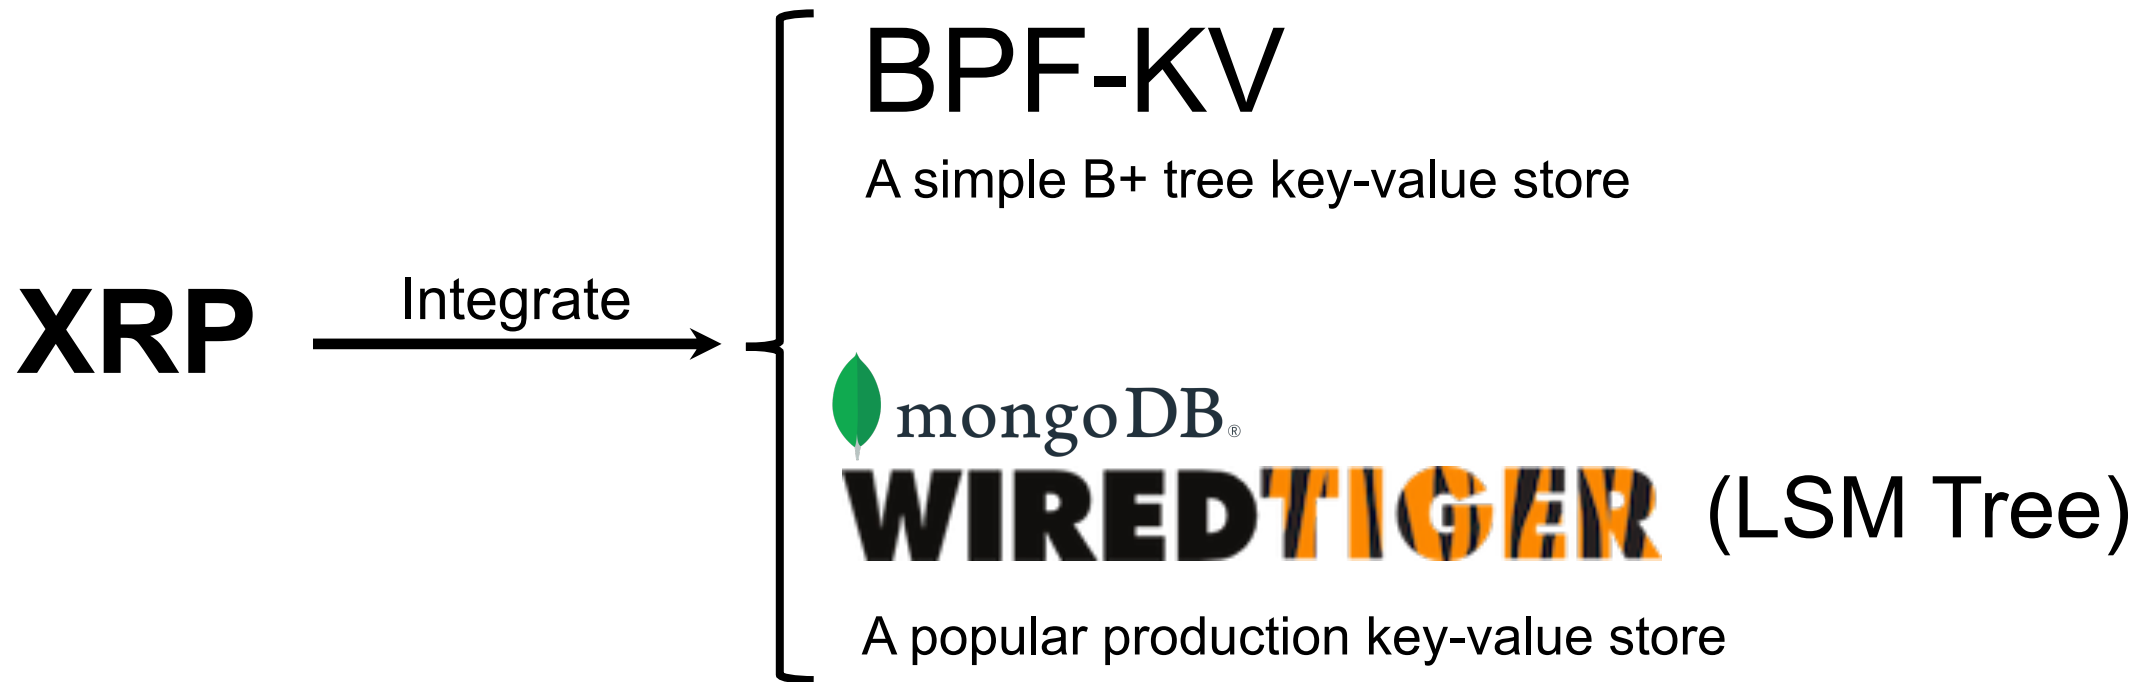 BPF-KV
A simple B+ tree key-value store
XRP
Integrate
mongoDB®
WIREDTIGER (LSM Tree)
A popular production key-value store